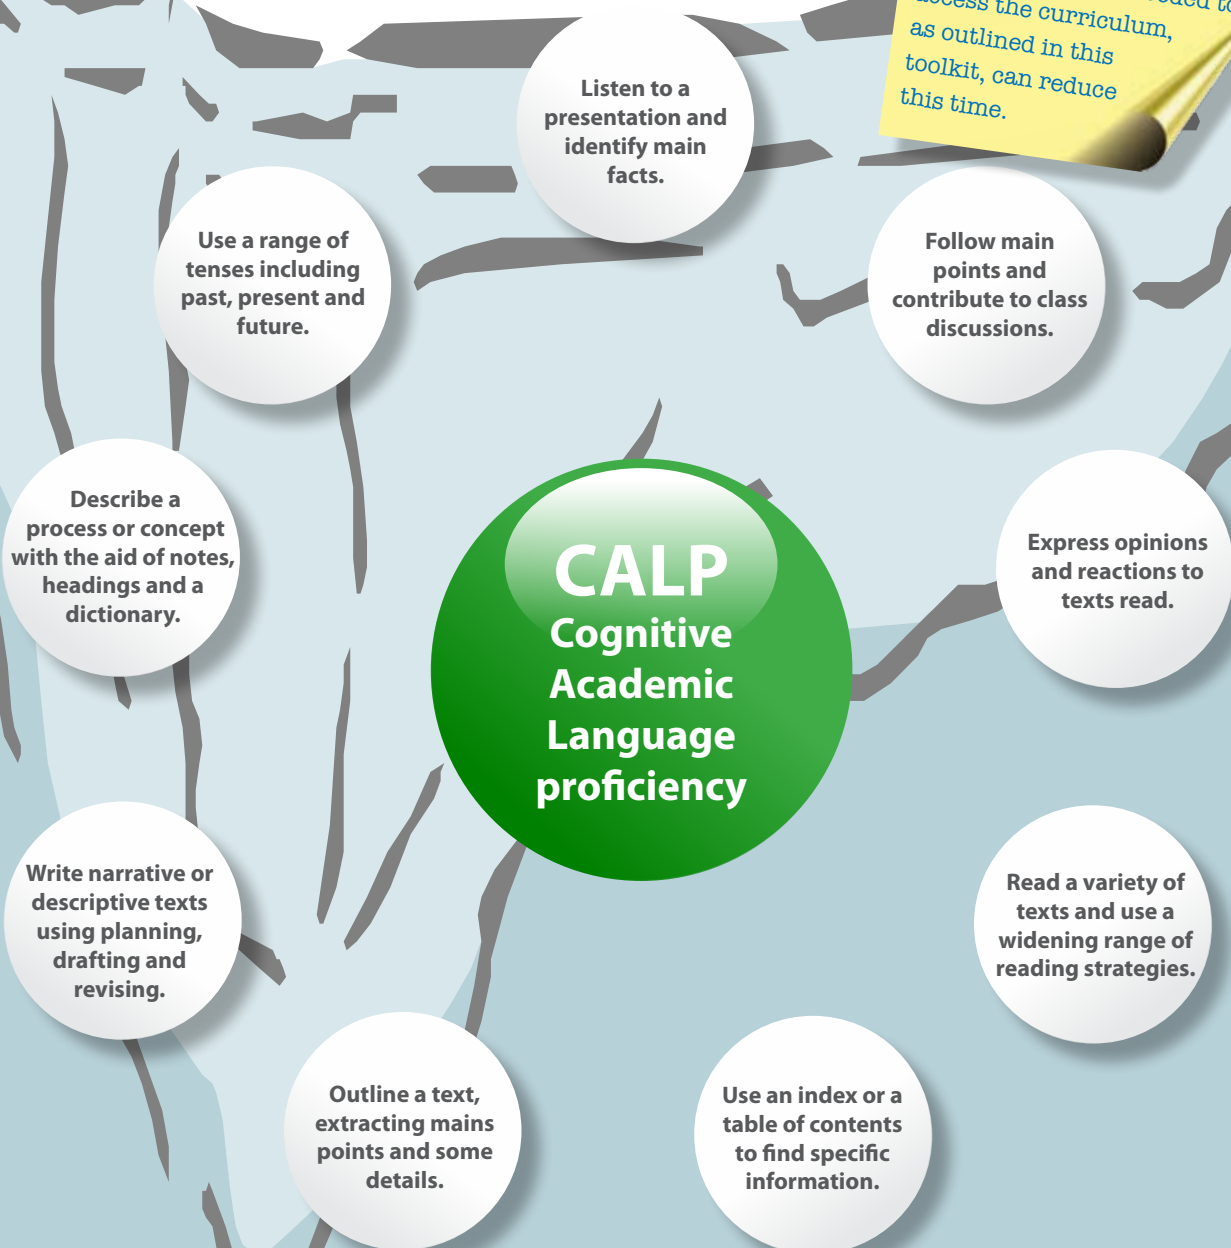 to
access the curriculum,
as outlined in this
toolkit, can reduce
this time.
Listen to a
presentation and
identify main
facts.
Use a range of
tenses including
past, present and
future.
Follow main
points and
contribute to class
discussions.
Describe a
process or concept
with the aid of notes,
headings and a
dictionary.
Express opinions
and reactions to
texts read.
CALP
Cognitive
Academic
Language
proficiency
Write narrative or
descriptive texts
using planning,
drafting and
revising.
Read a variety of
texts and use a
widening range of
reading strategies.
Outline a text,
extracting mains
points and some
details.
Use an index or a
table of contents
to find specific
information.